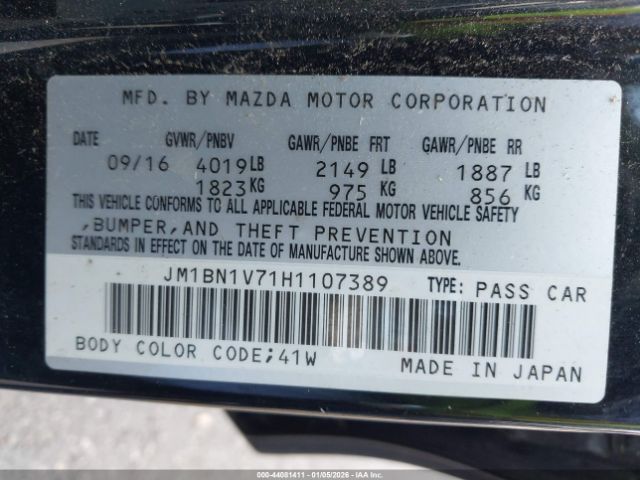 MFD. BY MAZDA MOTOR CORPORATION
DATE GVWR/PNBV GAWR/PNBE FRT GAWR/PNBE RR
09/16 4019LB 2149 LB 1887 LB
1823KG 975 KG 856 KG
THIS VEHICLE CONFORMS TO ALL APPLICABLE FEDERAL MOTOR VEHICLE SAFETY
,BUMPER,AND THEFT PREVENTION
STANDARDS IN EFFECT ON THE DATE OF MANUFACTURE SHOWN ABOVE.
JM1BN1V71H1107389 TYPE: PASS CAR
BODY COLOR CODE;41W MADE IN JAPAN
000-44081411 - 01/05/2026 - IAAI Holdings, LLC